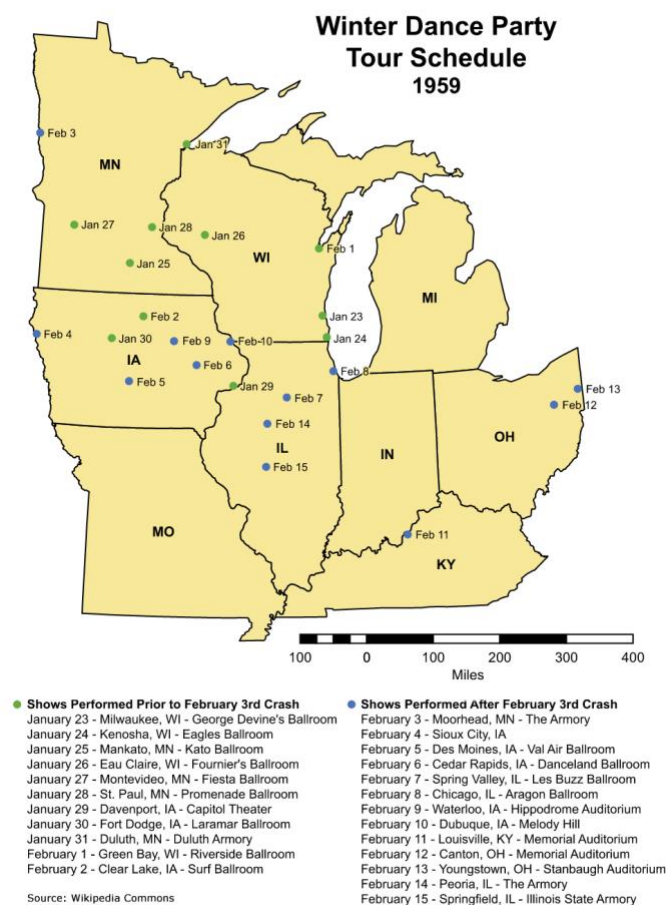 Winter Dance Party
Tour Schedule
1959
Feb 3
Jan 31
MN
Jan 27
Jan 28
Jan 26
Feb 1
WI
Jan 25
MI
Feb 2
Jan 23
Feb 4
Jan 30
Feb 9
Feb 10
Jan 24
IA
Feb 6
Feb 8
Feb 5
Jan 29
Feb 7
Feb 13
Feb 12
Feb 14
OH
IL
IN
Feb 15
MO
Feb 11
KY
100 0 100 200 300 400
Miles
Shows Performed Prior to February 3rd Crash
January 23 - Milwaukee, WI - George Devine's Ballroom
January 24 - Kenosha, WI - Eagles Ballroom
January 25 - Mankato, MN - Kato Ballroom
January 26 - Eau Claire, WI - Fournier's Ballroom
January 27 - Montevideo, MN - Fiesta Ballroom
January 28 - St. Paul, MN - Promenade Ballroom
January 29 - Davenport, IA - Capitol Theater
January 30 - Fort Dodge, IA - Laramar Ballroom
January 31 - Duluth, MN - Duluth Armory
February 1 - Green Bay, WI - Riverside Ballroom
February 2 - Clear Lake, IA - Surf Ballroom
Source: Wikipedia Commons
Shows Performed After February 3rd Crash
February 3 - Moorhead, MN - The Armory
February 4 - Sioux City, IA
February 5 - Des Moines, IA - Val Air Ballroom
February 6 - Cedar Rapids, IA - Danceland Ballroom
February 7 - Spring Valley, IL - Les Buzz Ballroom
February 8 - Chicago, IL - Aragon Ballroom
February 9 - Waterloo, IA - Hippodrome Auditorium
February 10 - Dubuque, IA - Melody Hill
February 11 - Louisville, KY - Memorial Auditorium
February 12 - Canton, OH - Memorial Auditorium
February 13 - Youngstown, OH - Stanbaugh Auditorium
February 14 - Peoria, IL - The Armory
February 15 - Springfield, IL - Illinois State Armory